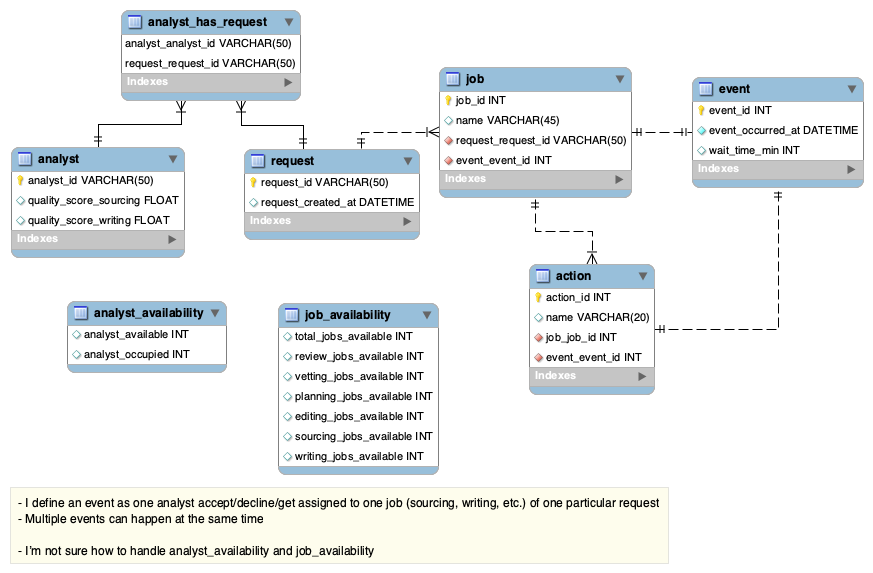 analyst_has_request
analyst_analyst_id VARCHAR(50)
request_request_id VARCHAR(50)
Indexes
job
job_id INT
name VARCHAR(45)
request_request_id VARCHAR(50)
event_event_id INT
Indexes
event
event_id INT
event_occurred_at DATETIME
wait_time_min INT
Indexes
analyst
analyst_id VARCHAR(50)
quality_score_sourcing FLOAT
quality_score_writing FLOAT
Indexes
request
request_id VARCHAR(50)
request_created_at DATETIME
Indexes
action
action_id INT
name VARCHAR(20)
job_job_id INT
event_event_id INT
Indexes
analyst_availability
analyst_available INT
analyst_occupied INT
job_availability
total_jobs_available INT
review_jobs_available INT
vetting_jobs_available INT
planning_jobs_available INT
editing_jobs_available INT
sourcing_jobs_available INT
writing_jobs_available INT
- I define an event as one analyst accept/decline/get assigned to one job (sourcing, writing, etc.) of one particular request
- Multiple events can happen at the same time
- I'm not sure how to handle analyst_availability and job_availability